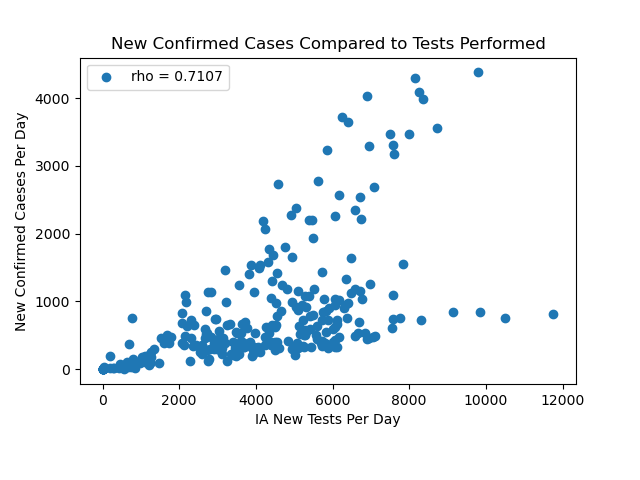 New Confirmed Cases Compared to Tests Performed
rho = 0.7107
New Confirmed Caeses Per Day
4000
3000
2000
1000
0
0 2000 4000 6000 8000 10000 12000
IA New Tests Per Day